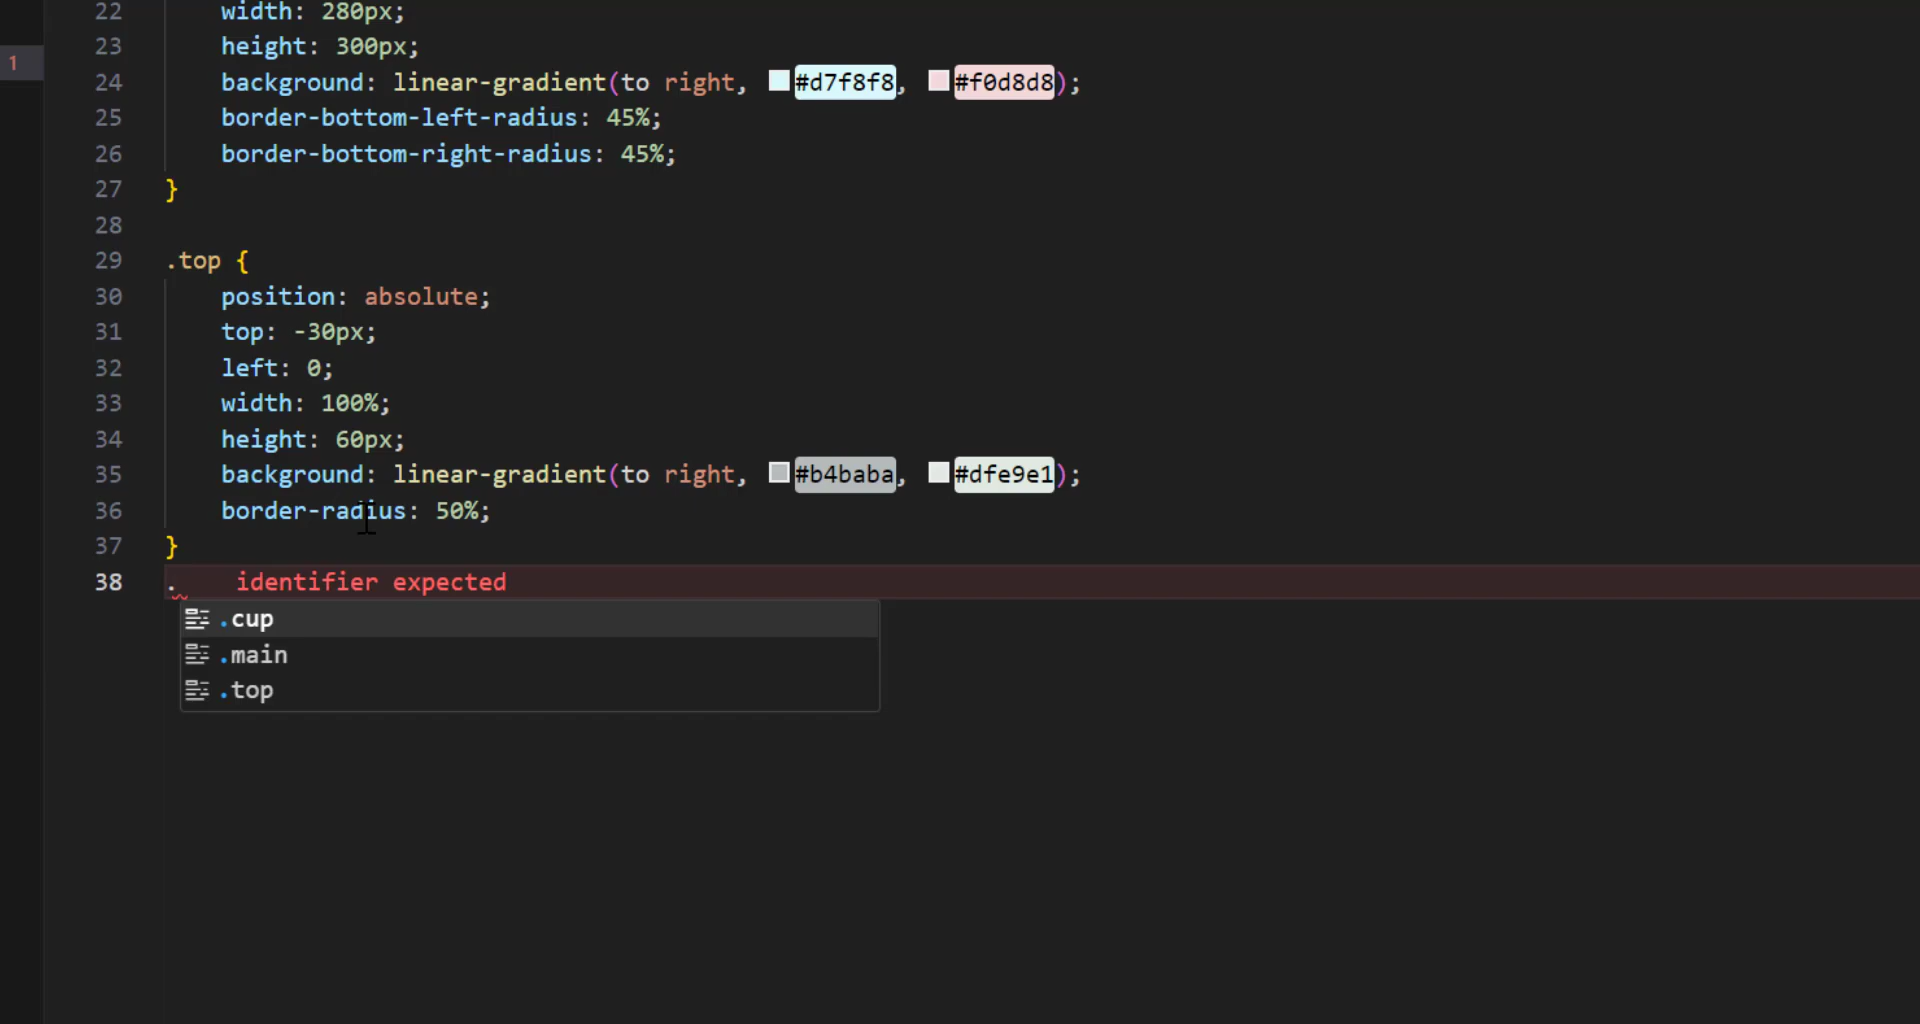 22 width: 280px;
1
23 height: 300px;
24 background: linear-gradient(to right, #d7f8f8, #f0d8d8);
25 border-bottom-left-radius: 45%;
26 border-bottom-right-radius: 45%;
27 }
28
29 .top {
30 position: absolute;
31 top: -30px;
32 left: 0;
33 width: 100%;
34 height: 60px;
35 background: linear-gradient(to right, #b4baba, #dfe9e1);
36 border-radius: 50%;
37 }
38 . identifier expected
.cup
.main
.top